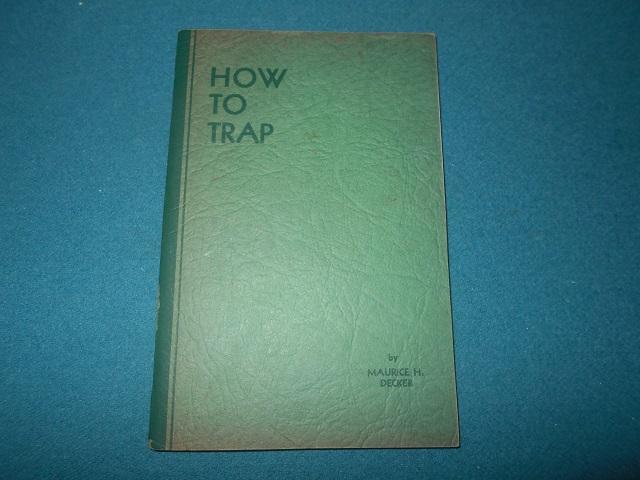 HOW
TO
TRAP
by
MAURICE H.
DECKER